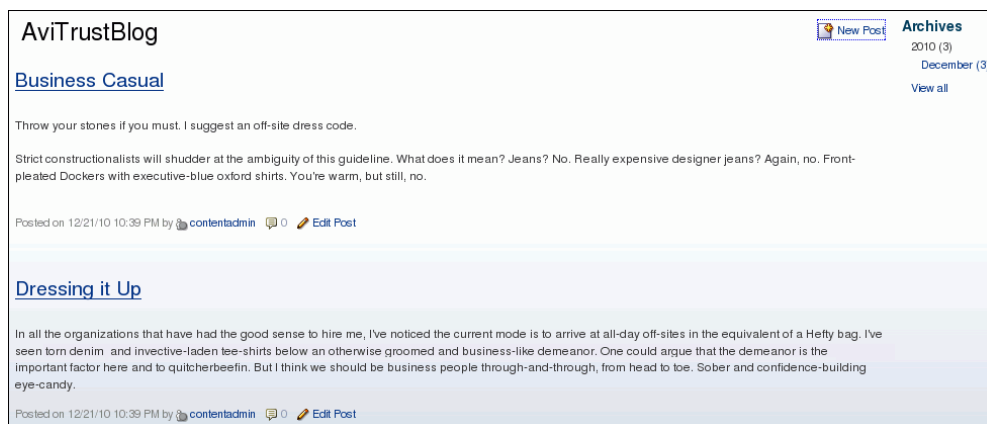 AviTrustBlog
New Post
Archives
2010 (3)
December (3)
View all
Business Casual
Throw your stones if you must. I suggest an off-site dress code.
Strict constructionalists will shudder at the ambiguity of this guideline. What does it mean? Jeans? No. Really expensive designer jeans? Again, no. Front-
pleated Dockers with executive-blue oxford shirts. You're warm, but still, no.
Posted on 12/21/10 10:39 PM by contentadmin 0 Edit Post
Dressing it Up
In all the organizations that have had the good sense to hire me, I've noticed the current mode is to arrive at all-day off-sites in the equivalent of a Hefty bag. I've
seen torn denim and invective-laden tee-shirts below an otherwise groomed and business-like demeanor. One could argue that the demeanor is the
important factor here and to quitcherbeefin. But I think we should be business people through-and-through, from head to toe. Sober and confidence-building
eye-candy.
Posted on 12/21/10 10:39 PM by contentadmin 0 Edit Post